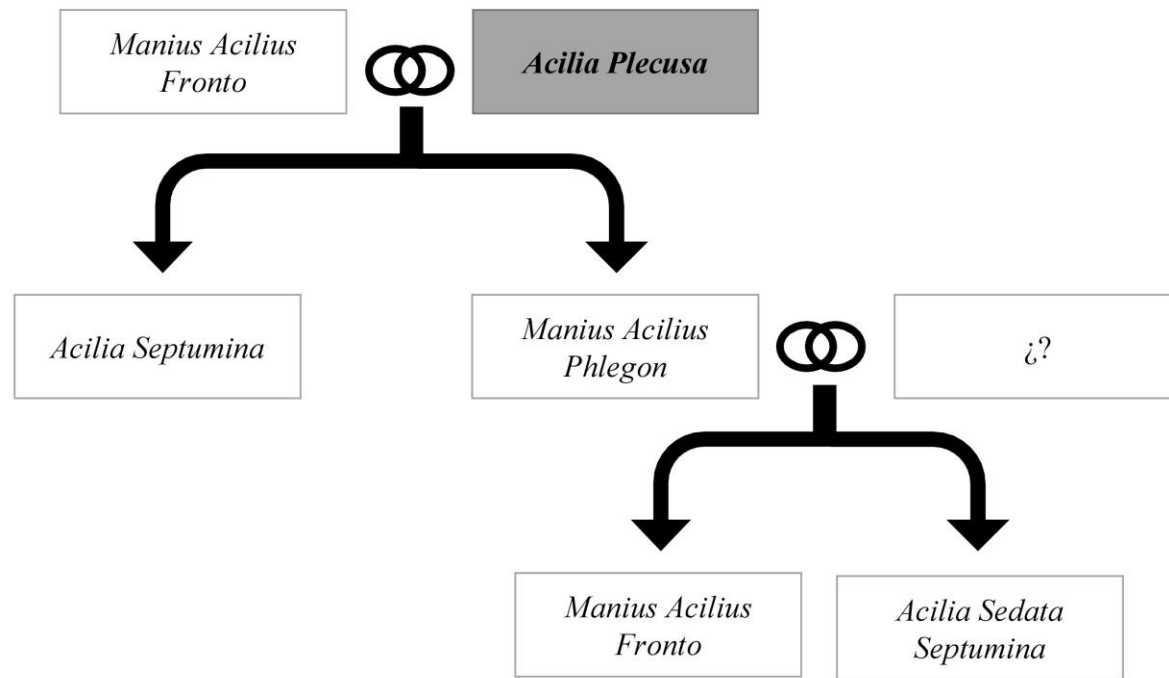 Manius Acilius
Fronto
Acilia Plecusa
Acilia Septumina
Manius Acilius
Phlegon
¿?
Manius Acilius
Fronto
Acilia Sedata
Septumina